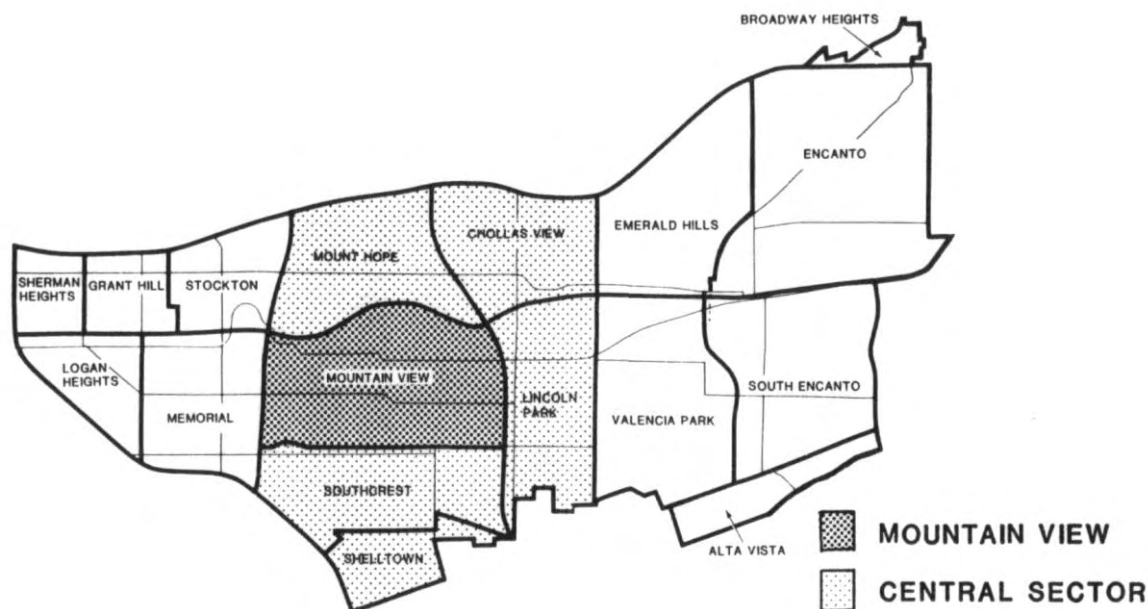 BROADWAY HEIGHTS
ENCANTO
EMERALD HILLS
CHOLLAS VIEW
MOUNT HOPE
SHERMAN
HEIGHTS
GRANT HILL
STOCKTON
LOGAN
HEIGHTS
MOUNTAIN VIEW
MEMORIAL
LINCOLN
PARK
VALENCIA PARK
SOUTH ENCANTO
SOUTHCREST
SHELLTOWN
ALTA VISTA
MOUNTAIN VIEW
CENTRAL SECTOR